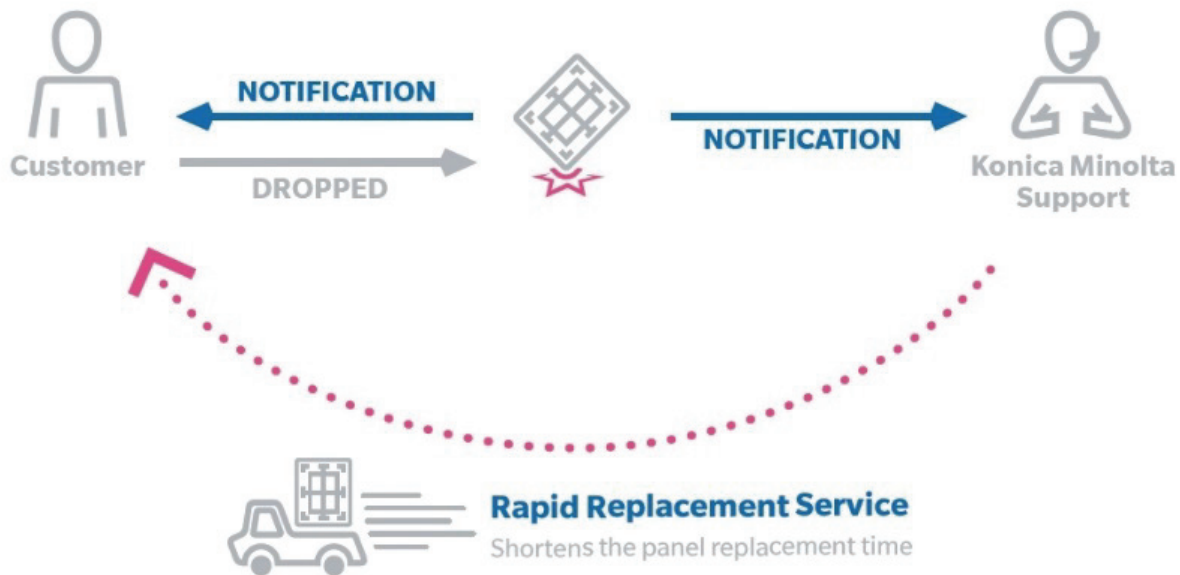 NOTIFICATION
NOTIFICATION
Customer
DROPPED
Konica Minolta
Support
Rapid Replacement Service
Shortens the panel replacement time